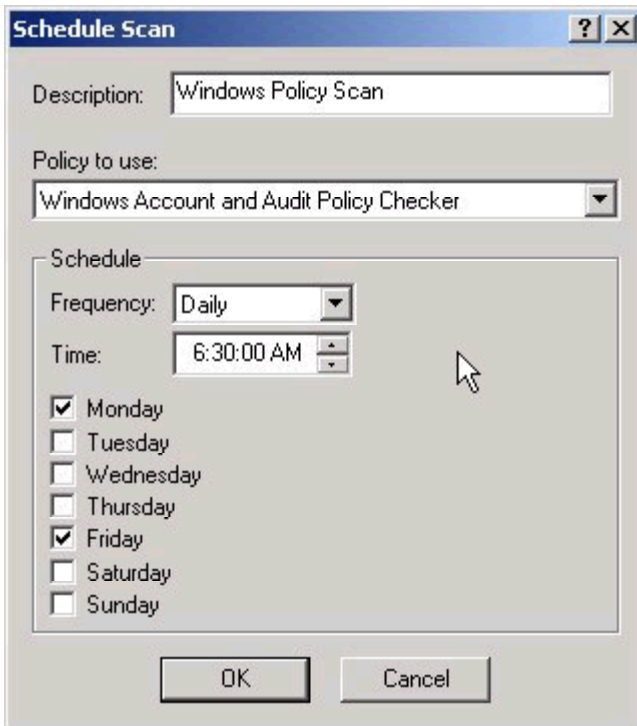 Schedule Scan
Description: Windows Policy Scan
Policy to use:
Windows Account and Audit Policy Checker
Schedule
Frequency: Daily
Time: 6:30:00 AM
Monday
Tuesday
Wednesday
Thursday
Friday
Saturday
Sunday
OK Cancel